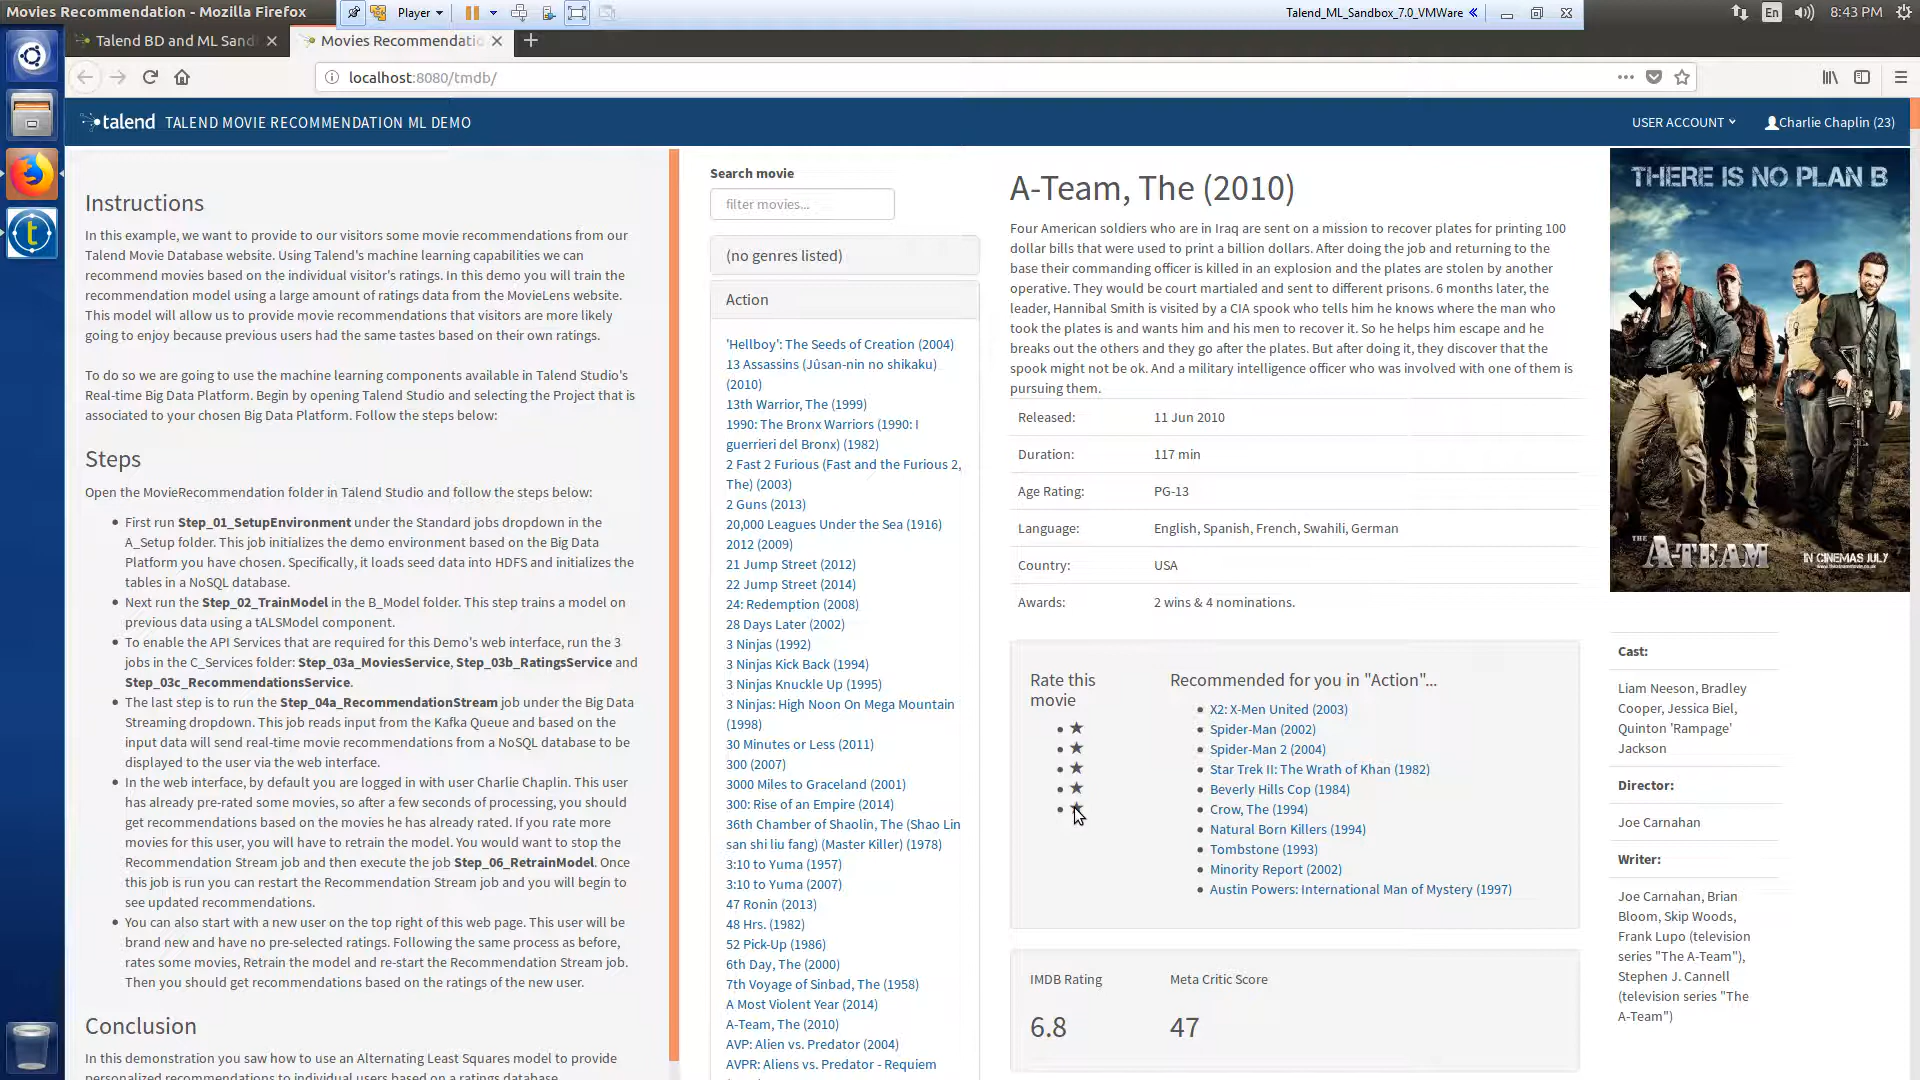 Movies Recommendation - Mozilla Firefox
Player
Talend_ML_Sandbox_7.0_VMWare
En
8:43 PM
Talend BD and ML Sand
Movies Recommendatio
localhost:8080/tmdb/
talend
TALEND MOVIE RECOMMENDATION ML DEMO
USER ACCOUNT
Charlie Chaplin (23)
Instructions
In this example, we want to provide to our visitors some movie recommendations from our
Talend Movie Database website. Using Talend's machine learning capabilities we can
recommend movies based on the individual visitor's ratings. In this demo you will train the
recommendation model using a large amount of ratings data from the MovieLens website.
This model will allow us to provide movie recommendations that visitors are more likely
going to enjoy because previous users had the same tastes based on their own ratings.
To do so we are going to use the machine learning components available in Talend Studio's
Real-time Big Data Platform. Begin by opening Talend Studio and selecting the Project that is
associated to your chosen Big Data Platform. Follow the steps below:
Steps
Open the MovieRecommendation folder in Talend Studio and follow the steps below:
First run Step_01_SetupEnvironment under the Standard jobs dropdown in the
A_Setup folder. This job initializes the demo environment based on the Big Data
Platform you have chosen. Specifically, it loads seed data into HDFS and initializes the
tables in a NoSQL database.
Next run the Step_02_TrainModel in the B_Model folder. This step trains a model on
previous data using a tALSModel component.
To enable the API Services that are required for this Demo's web interface, run the 3
jobs in the C_Services folder: Step_03a_MoviesService, Step_03b_RatingsService and
Step_03c_RecommendationsService.
The last step is to run the Step_04a_RecommendationStream job under the Big Data
Streaming dropdown. This job reads input from the Kafka Queue and based on the
input data will send real-time movie recommendations from a NoSQL database to be
displayed to the user via the web interface.
In the web interface, by default you are logged in with user Charlie Chaplin. This user
has already pre-rated some movies, so after a few seconds of processing, you should
get recommendations based on the movies he has already rated. If you rate more
movies for this user, you will have to retrain the model. You would want to stop the
Recommendation Stream job and then execute the job Step_06_RetrainModel. Once
this job is run you can restart the Recommendation Stream job and you will begin to
see updated recommendations.
You can also start with a new user on the top right of this web page. This user will be
brand new and have no pre-selected ratings. Following the same process as before,
rates some movies, Retrain the model and re-start the Recommendation Stream job.
Then you should get recommendations based on the ratings of the new user.
Conclusion
In this demonstration you saw how to use an Alternating Least Squares model to provide
personalized recommendations to individual users based on a ratings database.
Search movie
filter movies...
(no genres listed)
Action
'Hellboy': The Seeds of Creation (2004)
13 Assassins (Jûsan-nin no shikaku)
(2010)
13th Warrior, The (1999)
1990: The Bronx Warriors (1990: I
guerrieri del Bronx) (1982)
2 Fast 2 Furious (Fast and the Furious 2,
The) (2003)
2 Guns (2013)
20,000 Leagues Under the Sea (1916)
2012 (2009)
21 Jump Street (2012)
22 Jump Street (2014)
24: Redemption (2008)
28 Days Later (2002)
3 Ninjas (1992)
3 Ninjas Kick Back (1994)
3 Ninjas Knuckle Up (1995)
3 Ninjas: High Noon On Mega Mountain
(1998)
30 Minutes or Less (2011)
300 (2007)
3000 Miles to Graceland (2001)
300: Rise of an Empire (2014)
36th Chamber of Shaolin, The (Shao Lin
san shi liu fang) (Master Killer) (1978)
3:10 to Yuma (1957)
3:10 to Yuma (2007)
47 Ronin (2013)
48 Hrs. (1982)
52 Pick-Up (1986)
6th Day, The (2000)
7th Voyage of Sinbad, The (1958)
A Most Violent Year (2014)
A-Team, The (2010)
AVP: Alien vs. Predator (2004)
AVPR: Aliens vs. Predator - Requiem
A-Team, The (2010)
Four American soldiers who are in Iraq are sent on a mission to recover plates for printing 100
dollar bills that were used to print a billion dollars. After doing the job and returning to the
base their commanding officer is killed in an explosion and the plates are stolen by another
operative. They would be court martialed and sent to different prisons. 6 months later, the
leader, Hannibal Smith is visited by a CIA spook who tells him he knows where the man who
took the plates is and wants him and his men to recover it. So he helps him escape and he
breaks out the others and they go after the plates. But after doing it, they discover that the
spook might not be ok. And a military intelligence officer who was involved with one of them is
pursuing them.
Released: 11 Jun 2010
Duration: 117 min
Age Rating: PG-13
Language: English, Spanish, French, Swahili, German
Country: USA
Awards: 2 wins & 4 nominations.
Rate this
movie
Recommended for you in "Action"...
X2: X-Men United (2003)
Spider-Man (2002)
Spider-Man 2 (2004)
Star Trek II: The Wrath of Khan (1982)
Beverly Hills Cop (1984)
Crow, The (1994)
Natural Born Killers (1994)
Tombstone (1993)
Minority Report (2002)
Austin Powers: International Man of Mystery (1997)
IMDB Rating
Meta Critic Score
6.8
47
THERE IS NO PLAN B
THE A-TEAM
IN CINEMAS JULY
Cast:
Liam Neeson, Bradley
Cooper, Jessica Biel,
Quinton 'Rampage'
Jackson
Director:
Joe Carnahan
Writer:
Joe Carnahan, Brian
Bloom, Skip Woods,
Frank Lupo (television
series "The A-Team"),
Stephen J. Cannell
(television series "The
A-Team")